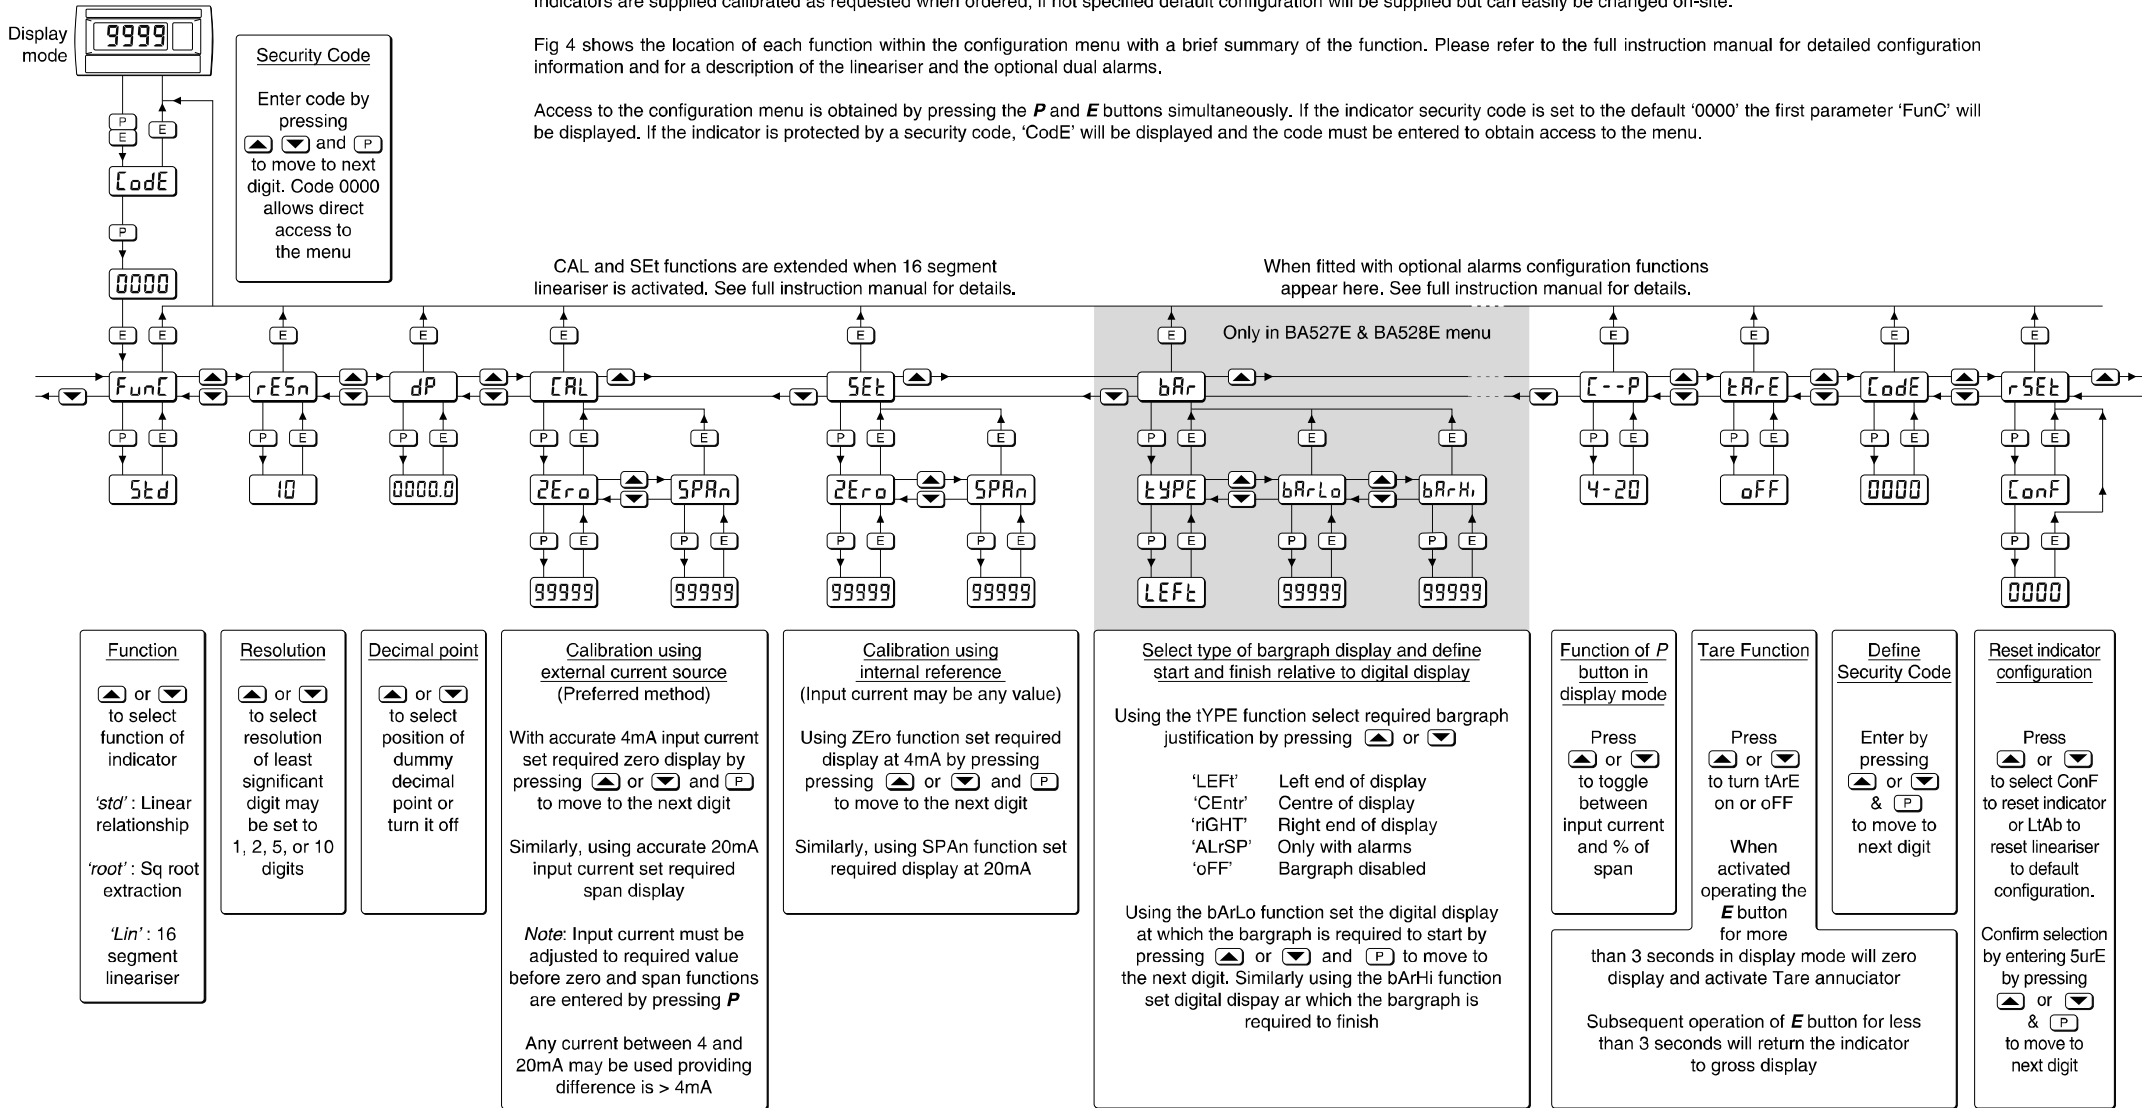 Indicators are supplied calibrated as requested when ordered, if not specified default configuration will be supplied but can easily be changed on-site.
Fig 4 shows the location of each function within the configuration menu with a brief summary of the function. Please refer to the full instruction manual for detailed configuration
information and for a description of the lineariser and the optional dual alarms.
Access to the configuration menu is obtained by pressing the P and E buttons simultaneously. If the indicator security code is set to the default '0000' the first parameter 'FunC' will
be displayed. If the indicator is protected by a security code, 'CodE' will be displayed and the code must be entered to obtain access to the menu.
Display
mode
9999
Security Code
Enter code by
pressing
and P
to move to next
digit. Code 0000
allows direct
access to
the menu
P
E
E
CodE
P
0000
CAL and SEt functions are extended when 16 segment
lineariser is activated. See full instruction manual for details.
When fitted with optional alarms configuration functions
appear here. See full instruction manual for details.
Only in BA527E & BA528E menu
E E E E E E E E E E E
FunC rESn dP CAL SEt bAr C--P tArE CodE rSEt
P E P E P E P E E P E E P E E E P E P E P E P E
Std 10 0000.0 ZEro SPAn ZEro SPAn tYPE bArLo bArHi 4-20 oFF 0000 ConF
P E P E P E P E P E P E P E P E
99999 99999 99999 99999 LEFt 99999 99999 0000
Function
or
to select
function of
indicator
'std' : Linear
relationship
'root' : Sq root
extraction
'Lin' : 16
segment
lineariser
Resolution
or
to select
resolution
of least
significant
digit may
be set to
1, 2, 5, or 10
digits
Decimal point
or
to select
position of
dummy
decimal
point or
turn it off
Calibration using
external current source
(Preferred method)
With accurate 4mA input current
set required zero display by
pressing or and P
to move to the next digit
Similarly, using accurate 20mA
input current set required
span display
Note: Input current must be
adjusted to required value
before zero and span functions
are entered by pressing P
Any current between 4 and
20mA may be used providing
difference is > 4mA
Calibration using
internal reference
(Input current may be any value)
Using ZEro function set required
display at 4mA by pressing
pressing or and P
to move to the next digit
Similarly, using SPAn function set
required display at 20mA
Select type of bargraph display and define
start and finish relative to digital display
Using the tYPE function select required bargraph
justification by pressing or
'LEFt' Left end of display
'CEntr' Centre of display
'riGHT' Right end of display
'ALrSP' Only with alarms
'oFF' Bargraph disabled
Using the bArLo function set the digital display
at which the bargraph is required to start by
pressing or and P to move to
the next digit. Similarly using the bArHi function
set digital dispay ar which the bargraph is
required to finish
Function of P
button in
display mode
Press
or
to toggle
between
input current
and % of
span
Tare Function
Press
or
to turn tArE
on or oFF
When
activated
operating the
E button
for more
than 3 seconds in display mode will zero
display and activate Tare annuciator
Subsequent operation of E button for less
than 3 seconds will return the indicator
to gross display
Define
Security Code
Enter by
pressing
or
& P
to move to
next digit
Reset indicator
configuration
Press
or
to select ConF
to reset indicator
or LtAb to
reset lineariser
to default
configuration.
Confirm selection
by entering 5urE
by pressing
or
& P
to move to
next digit